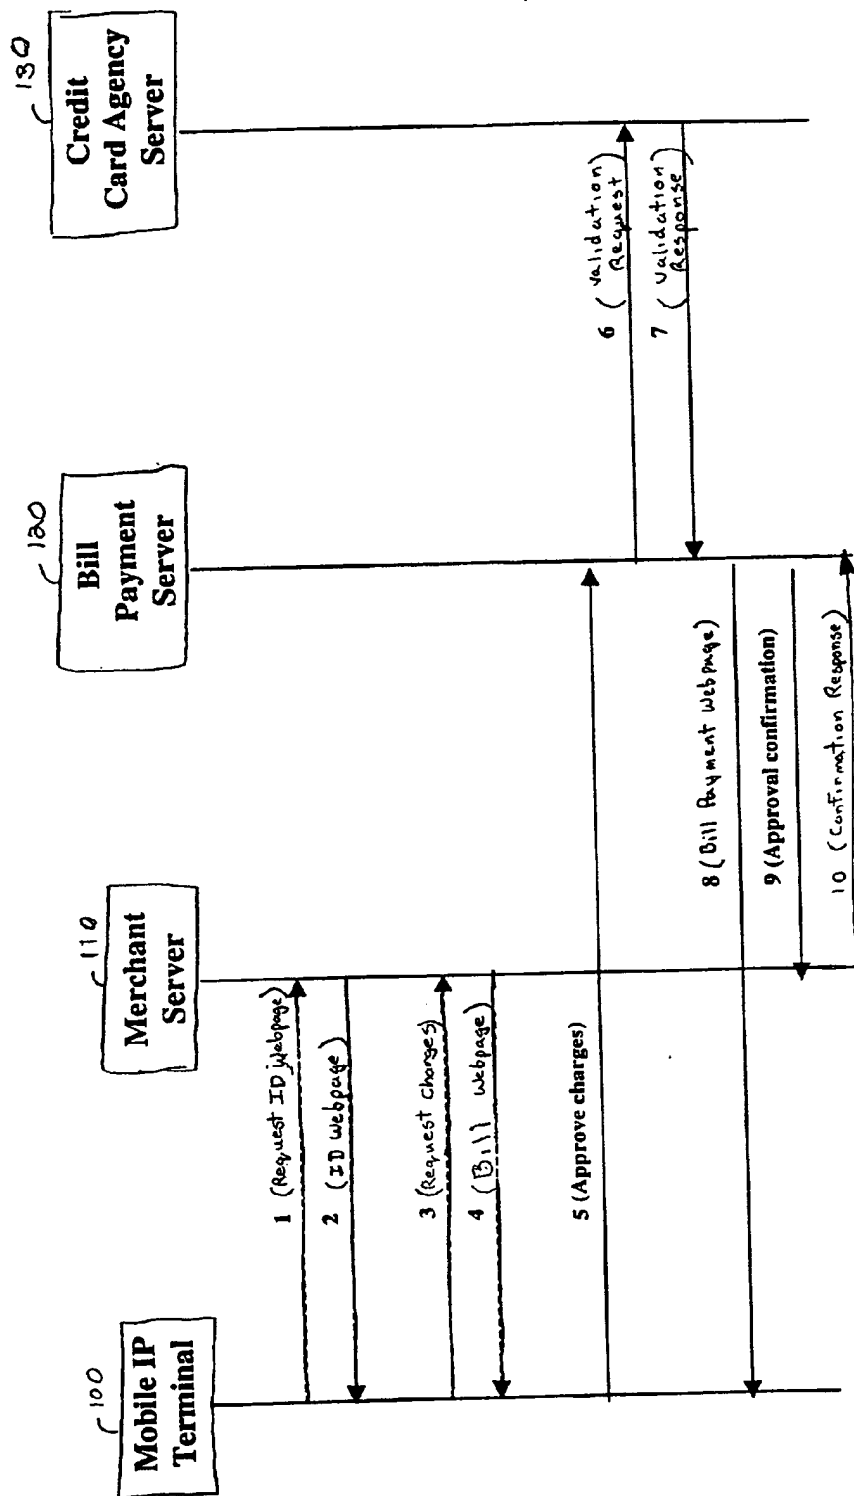 100
Mobile IP
Terminal
110
Merchant
Server
120
Bill
Payment
Server
130
Credit
Card Agency
Server
1 (Request ID Webpage)
2 (ID Webpage)
3 (Request Charges)
4 (Bill Webpage)
5 (Approve charges)
6 (Validation
Request)
7 (Validation
Response)
8 (Bill Payment Webpage)
9 (Approval confirmation)
10 (Confirmation Response)